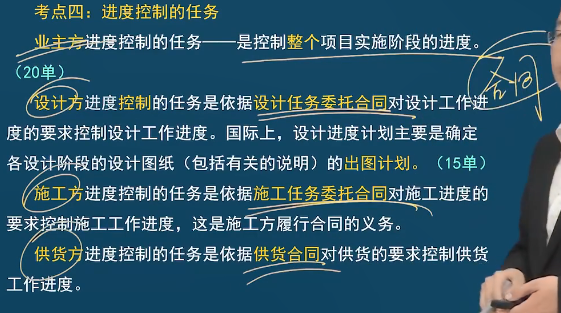 考点四：进度控制的任务
业主方进度控制的任务——是控制整个项目实施阶段的进度。
（20单）
设计方进度控制的任务是依据设计任务委托合同对设计工作进
度的要求控制设计工作进度。国际上，设计进度计划主要是确定
各设计阶段的设计图纸（包括有关的说明）的出图计划。（15单）
施工方进度控制的任务是依据施工任务委托合同对施工进度的
要求控制施工工作进度，这是施工方履行合同的义务。
供货方进度控制的任务是依据供货合同对供货的要求控制供货
工作进度。
合同